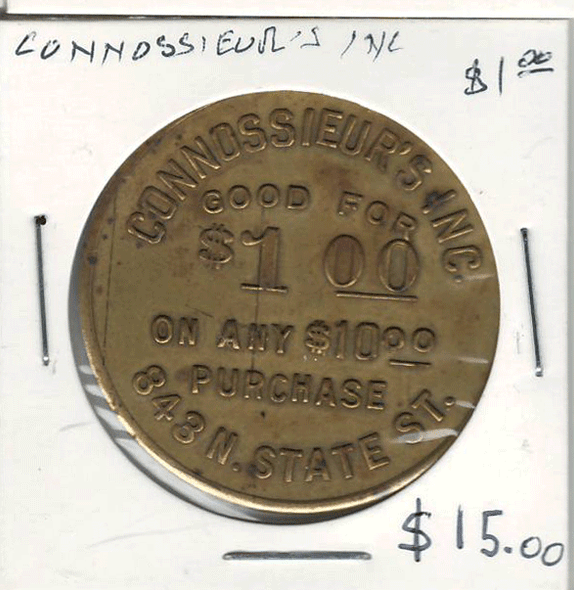 CONNOSSIEUR'S INC
$1 00
CONNOSSIEUR'S INC.
GOOD FOR
$1 00
ON ANY $10 00
PURCHASE
843 N. STATE ST.
$15.00